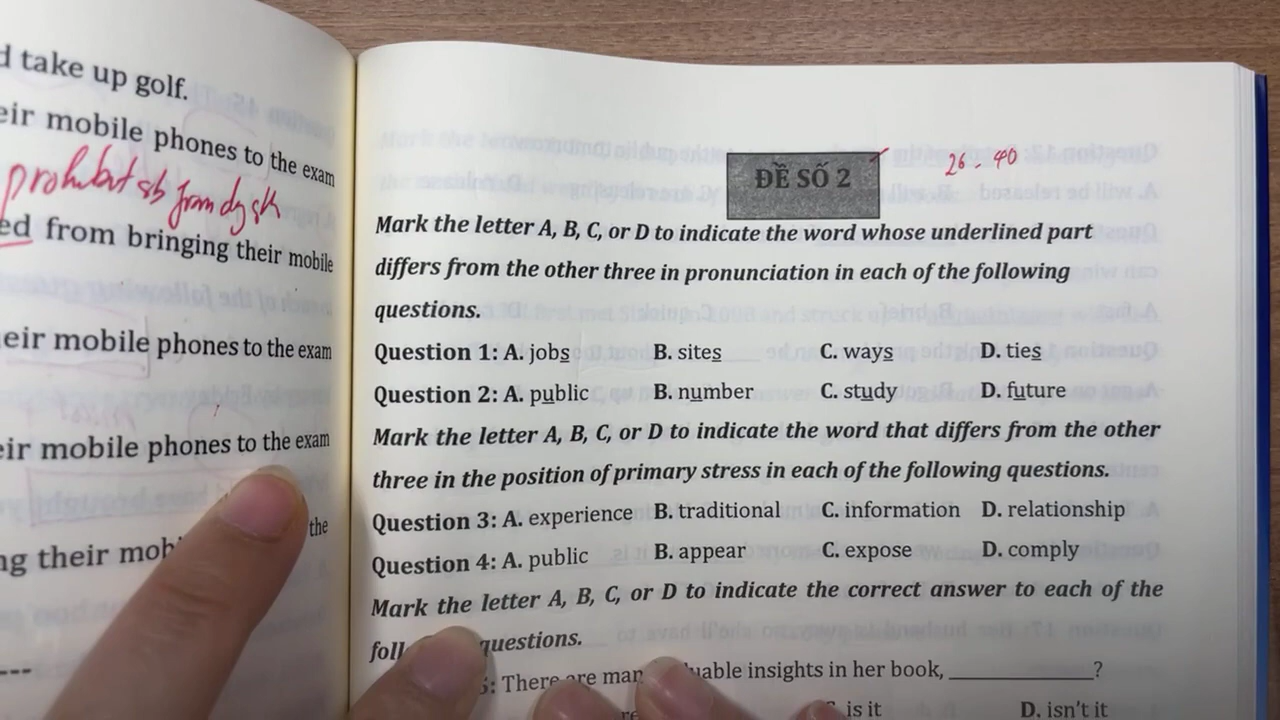 d take up golf.
eir mobile phones to the exam
prohibit sb from dg sth
ed from bringing their mobile
eir mobile phones to the exam
eir mobile phones to the exam
the
ng their mob
---
ĐỀ SỐ 2
26 - 40
Mark the letter A, B, C, or D to indicate the word whose underlined part
differs from the other three in pronunciation in each of the following
questions.
Question 1: A. jobs B. sites C. ways D. ties
Question 2: A. public B. number C. study D. future
Mark the letter A, B, C, or D to indicate the word that differs from the other
three in the position of primary stress in each of the following questions.
Question 3: A. experience B. traditional C. information D. relationship
Question 4: A. public B. appear C. expose D. comply
Mark the letter A, B, C, or D to indicate the correct answer to each of the
foll questions.
: There are man uable insights in her book, ____________?
re C. is it D. isn't it